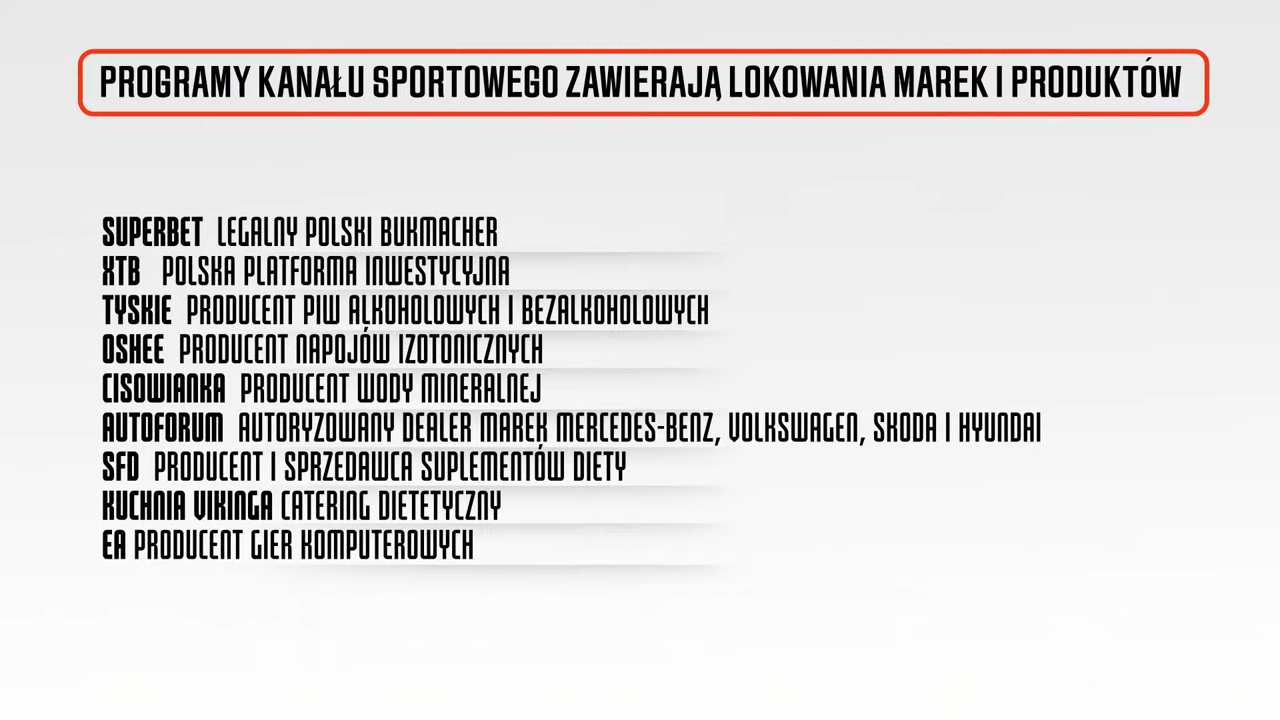 PROGRAMY KANAŁU SPORTOWEGO ZAWIERAJĄ LOKOWANIA MAREK I PRODUKTÓW
SUPERBET LEGALNY POLSKI BUKMACHER
XTB POLSKA PLATFORMA INWESTYCYJNA
TYSKIE PRODUCENT PIW ALKOHOLOWYCH I BEZALKOHOLOWYCH
OSHEE PRODUCENT NAPOJÓW IZOTONICZNYCH
CISOWIANKA PRODUCENT WODY MINERALNEJ
AUTOFORUM AUTORYZOWANY DEALER MAREK MERCEDES-BENZ, VOLKSWAGEN, SKODA I HYUNDAI
SFD PRODUCENT I SPRZEDAWCA SUPLEMENTÓW DIETY
KUCHNIA VIKINGA CATERING DIETETYCZNY
EA PRODUCENT GIER KOMPUTEROWYCH